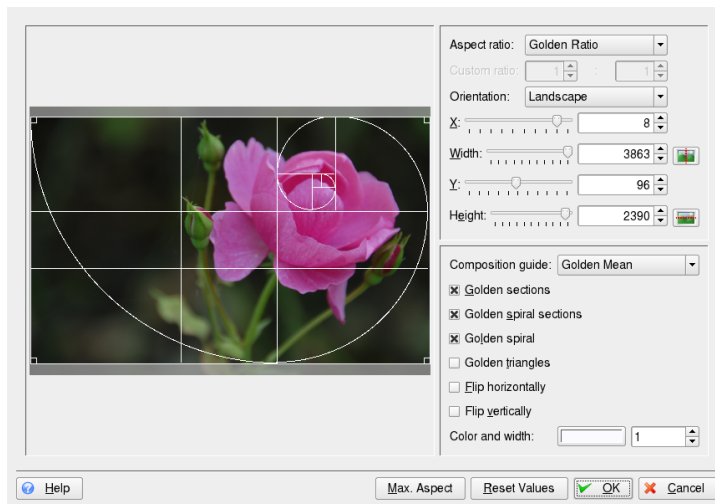 Aspect ratio: Golden Ratio
Custom ratio: 1 : 1
Orientation: Landscape
X: 8
Width: 3863
Y: 96
Height: 2390
Composition guide: Golden Mean
Golden sections
Golden spiral sections
Golden spiral
Golden triangles
Flip horizontally
Flip vertically
Color and width: 1
Help Max. Aspect Reset Values OK Cancel